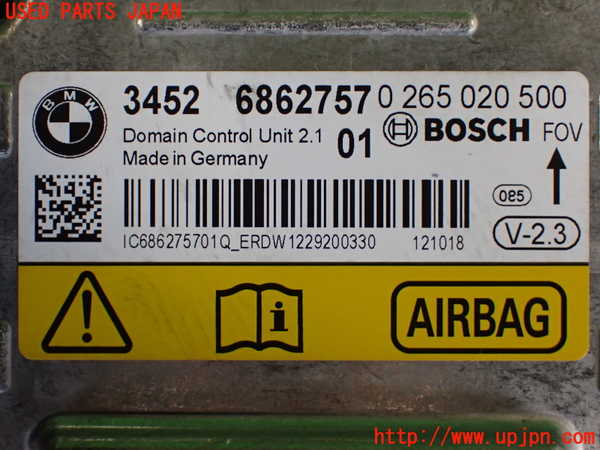 USED PARTS JAPAN
BMW
3452 6862757 0 265 020 500
Domain Control Unit 2.1 01 BOSCH FOV
Made in Germany
085
IC686275701Q_ERDW1229200330 121018
V-2.3
i
AIRBAG
http://www.upjpn.com/